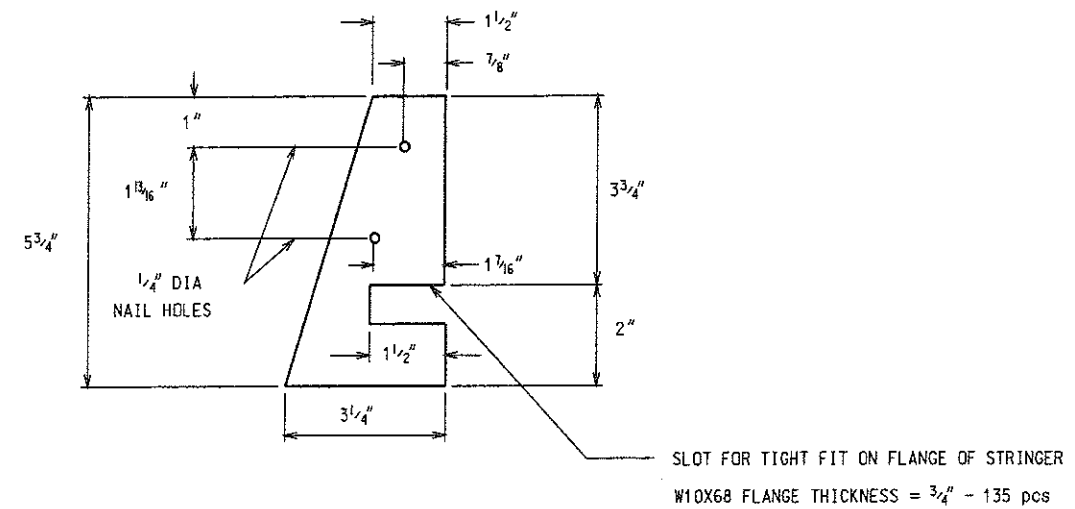 1 1/2"
7/8"
1"
1 13/16"
3 3/4"
5 3/4"
1/4" DIA
NAIL HOLES
1 7/16"
2"
1 1/2"
3 1/4"
SLOT FOR TIGHT FIT ON FLANGE OF STRINGER
W10X68 FLANGE THICKNESS = 3/4" - 135 pcs